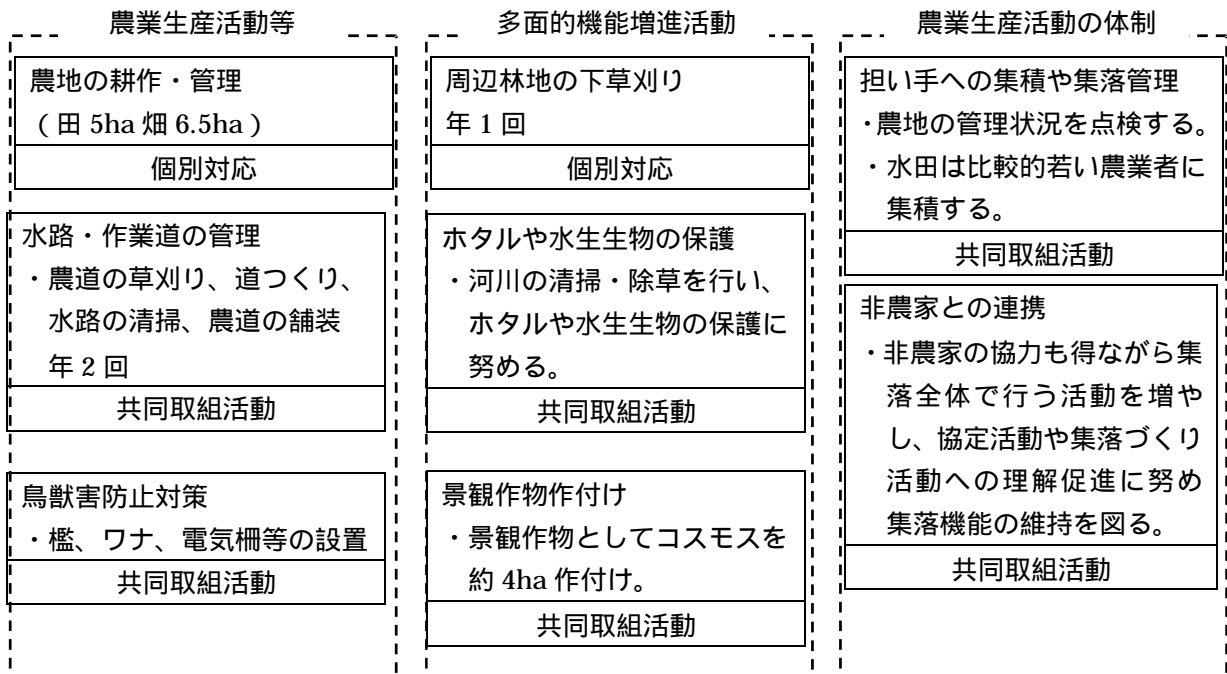 農業生産活動等
農地の耕作・管理
（田 5ha 畑 6.5ha）
個別対応
水路・作業道の管理
・農道の草刈り、道つくり、
水路の清掃、農道の舗装
年 2 回
共同取組活動
鳥獣害防止対策
・檻、ワナ、電気柵等の設置
共同取組活動
多面的機能増進活動
周辺林地の下草刈り
年 1 回
個別対応
ホタルや水生生物の保護
・河川の清掃・除草を行い、
ホタルや水生生物の保護に
努める。
共同取組活動
景観作物作付け
・景観作物としてコスモスを
約 4ha 作付け。
共同取組活動
農業生産活動の体制
担い手への集積や集落管理
・農地の管理状況を点検する。
・水田は比較的若い農業者に
集積する。
共同取組活動
非農家との連携
・非農家の協力も得ながら集
落全体で行う活動を増や
し、協定活動や集落づくり
活動への理解促進に努め
集落機能の維持を図る。
共同取組活動